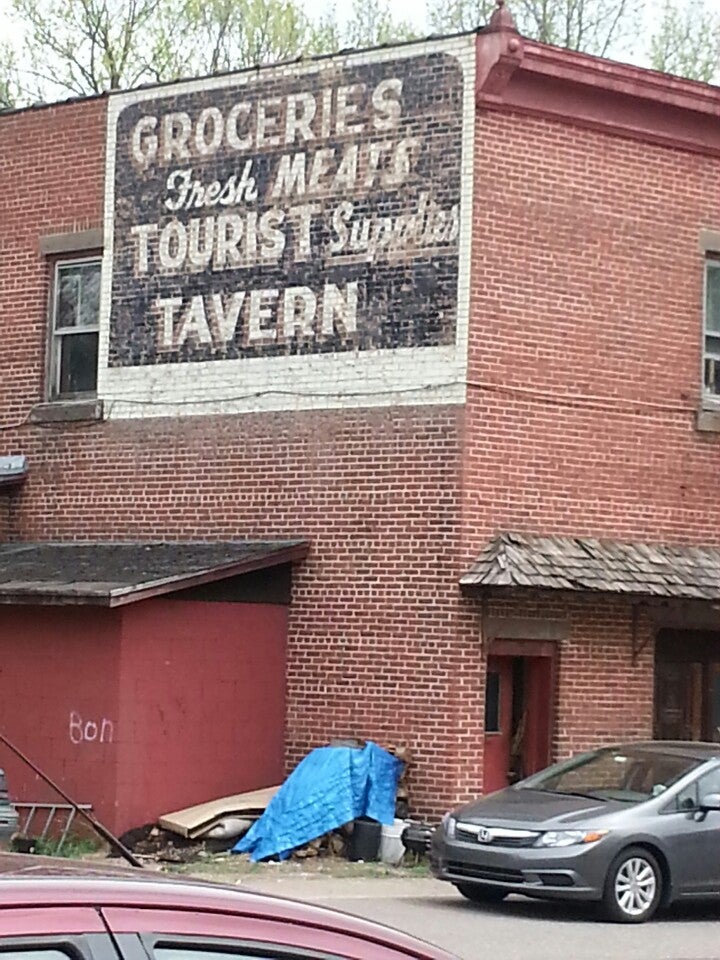 GROCERIES
Fresh MEATS
TOURIST Supplies
TAVERN
Bon